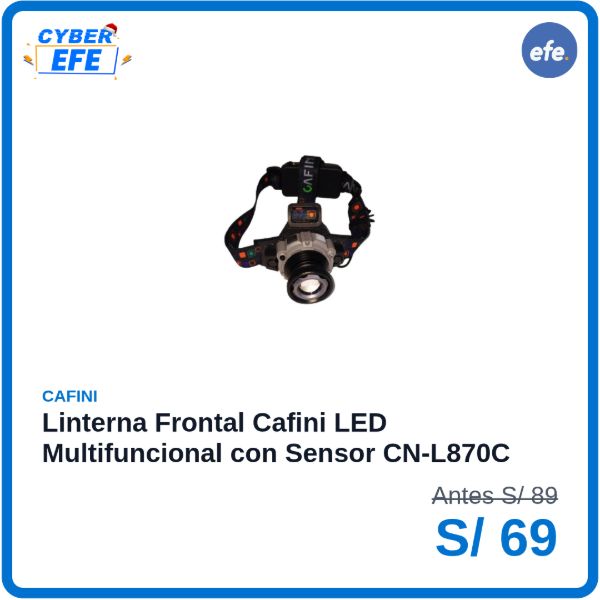 CYBER
EFE
efe.
CAFINI
CAFINI
Linterna Frontal Cafini LED
Multifuncional con Sensor CN-L870C
Antes S/ 89
S/ 69